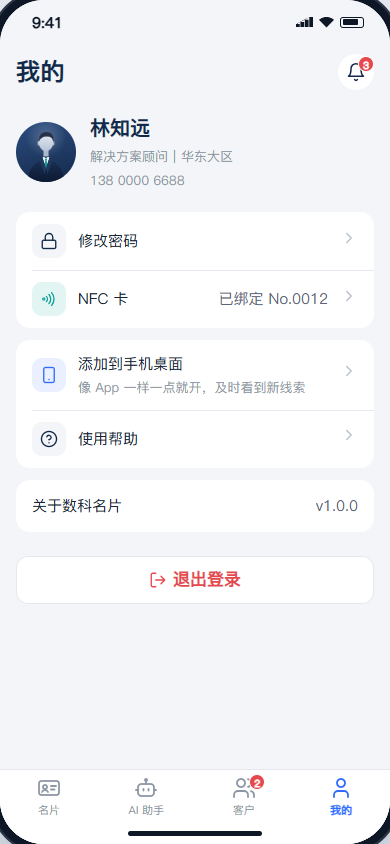 9:41
我的
3
林知远
解决方案顾问 | 华东大区
138 0000 6688
修改密码
NFC 卡 已绑定 No.0012
添加到手机桌面
像 App 一样一点就开，及时看到新线索
使用帮助
关于数科名片 v1.0.0
退出登录
2
名片 AI 助手 客户 我的